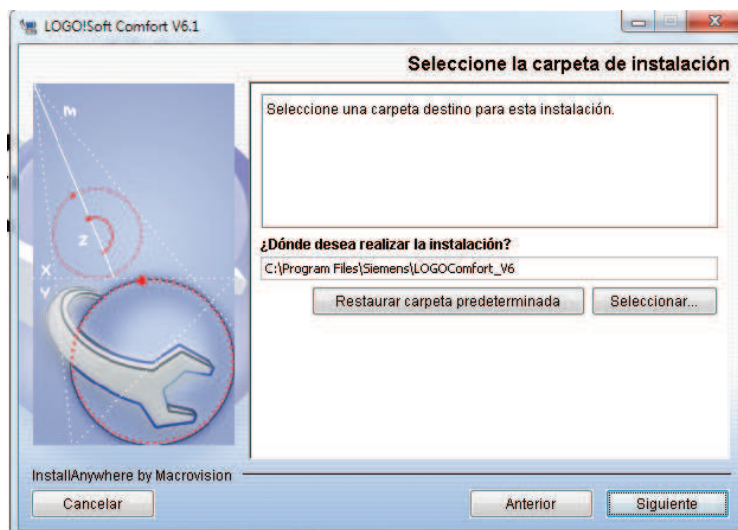 LOGO!Soft Comfort V6.1
Seleccione la carpeta de instalación
M
Z
X
Y
Seleccione una carpeta destino para esta instalación.
¿Dónde desea realizar la instalación?
C:\Program Files\Siemens\LOGOComfort_V6
Restaurar carpeta predeterminada
Seleccionar...
InstallAnywhere by Macrovision
Cancelar
Anterior
Siguiente